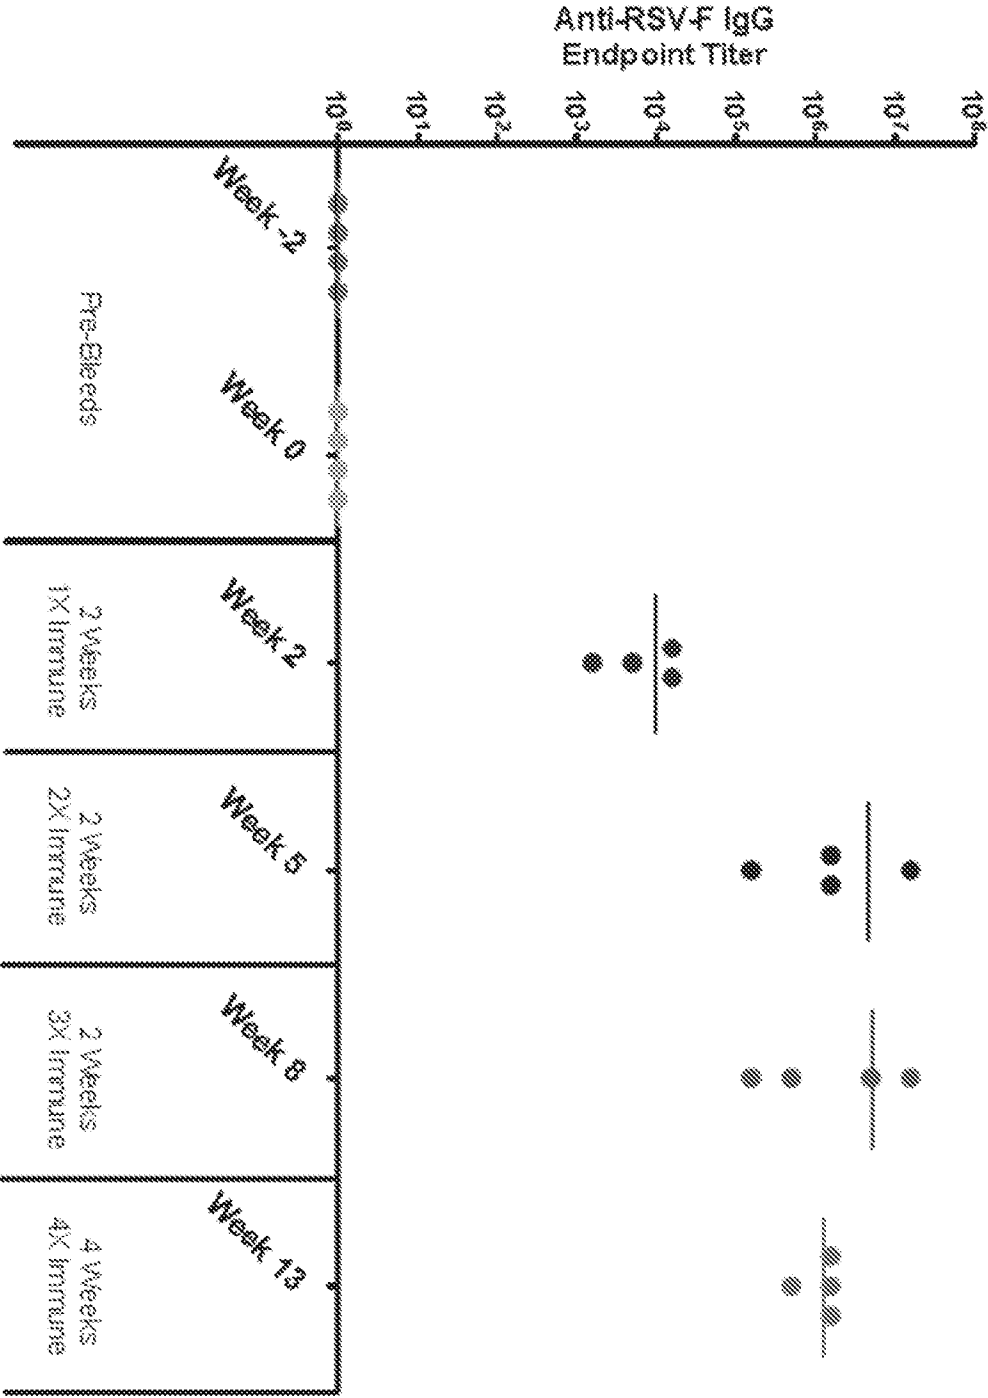 Anti-RSV-F IgG
Endpoint Titer
10⁰
10¹
10²
10³
10⁴
10⁵
10⁶
10⁷
10⁸
Week -2
Week 0
Week 2
Week 5
Week 8
Week 13
Pre-Bleeds
2 Weeks
1X Immune
2 Weeks
2X Immune
2 Weeks
3X Immune
4 Weeks
4X Immune